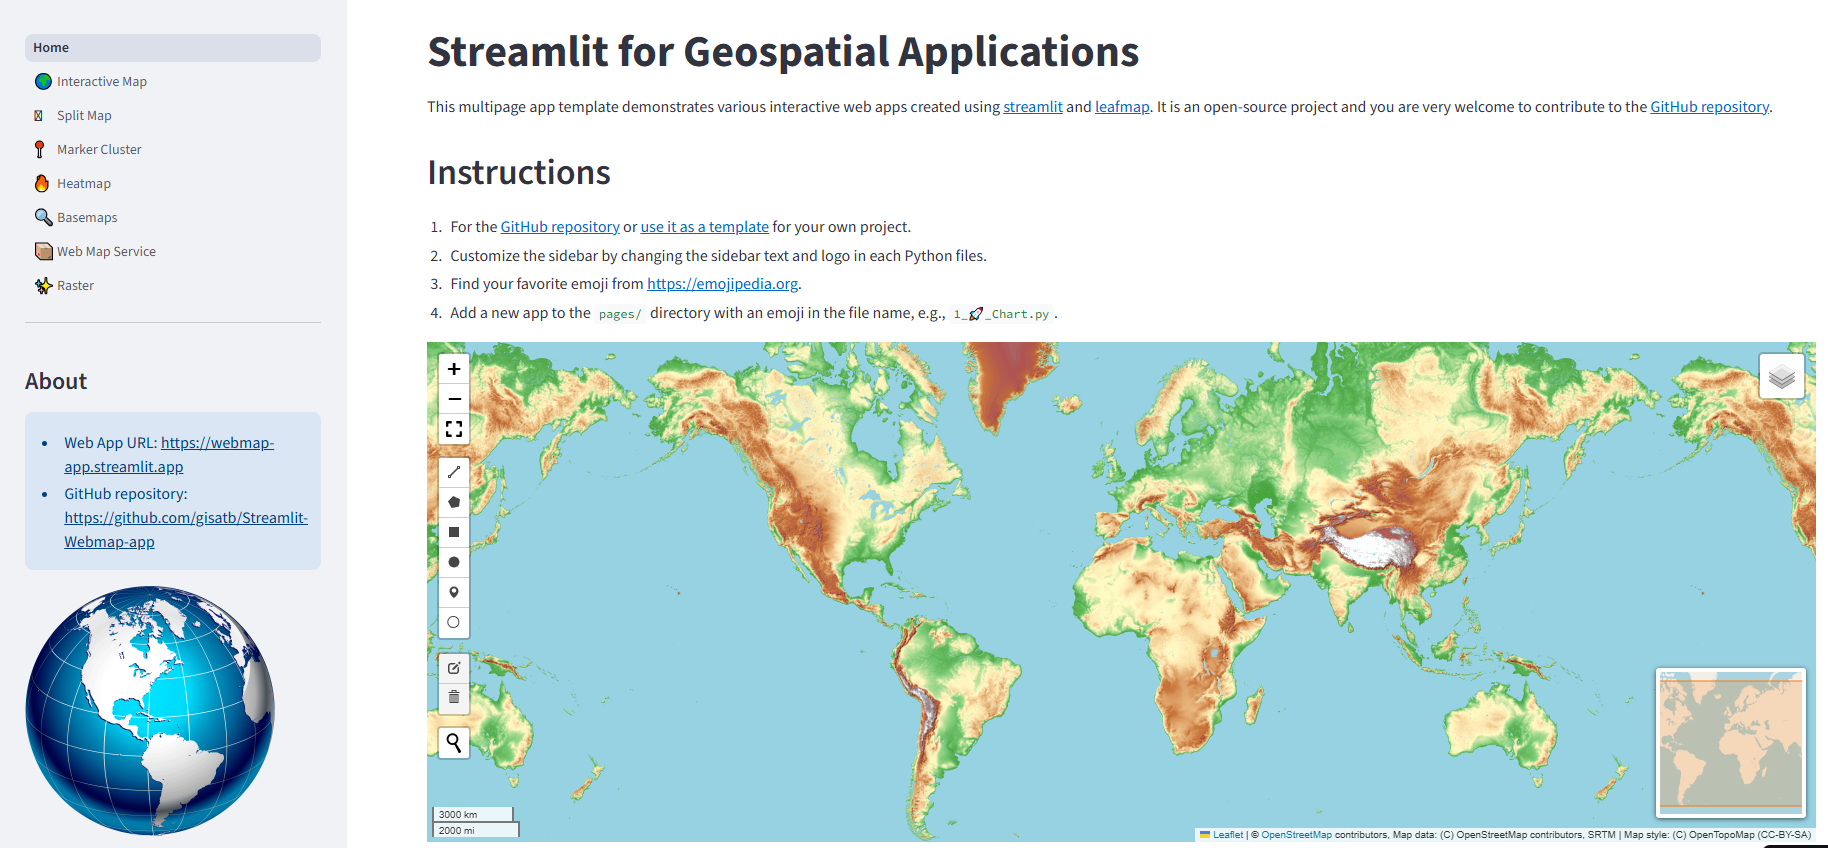 Home
Interactive Map
Split Map
Marker Cluster
Heatmap
Basemaps
Web Map Service
Raster
About
• Web App URL: https://webmap-
app.streamlit.app
• GitHub repository:
https://github.com/gisatb/Streamlit-
Webmap-app
Streamlit for Geospatial Applications
This multipage app template demonstrates various interactive web apps created using streamlit and leafmap. It is an open-source project and you are very welcome to contribute to the GitHub repository.
Instructions
1. For the GitHub repository or use it as a template for your own project.
2. Customize the sidebar by changing the sidebar text and logo in each Python files.
3. Find your favorite emoji from https://emojipedia.org.
4. Add a new app to the pages/ directory with an emoji in the file name, e.g., 1_🚀_Chart.py .
+
−
3000 km
2000 mi
Leaflet | © OpenStreetMap contributors, Map data: (C) OpenStreetMap contributors, SRTM | Map style: (C) OpenTopoMap (CC-BY-SA)